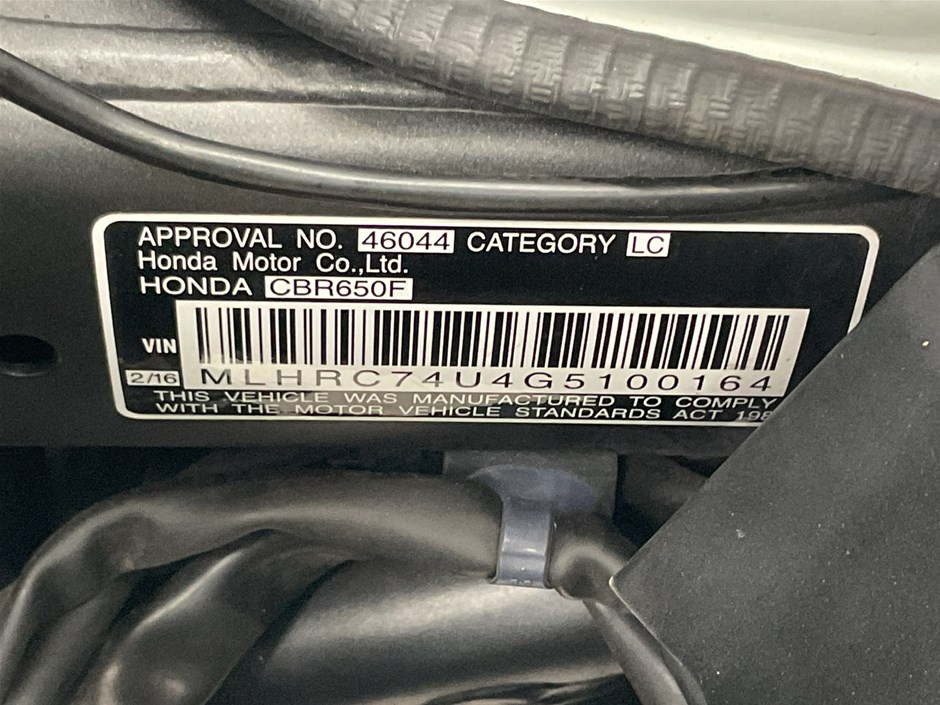 APPROVAL NO. 46044 CATEGORY LC
Honda Motor Co.,Ltd.
HONDA CBR650F
VIN
2/16 MLHRC74U4G5100164
THIS VEHICLE WAS MANUFACTURED TO COMPLY
WITH THE MOTOR VEHICLE STANDARDS ACT